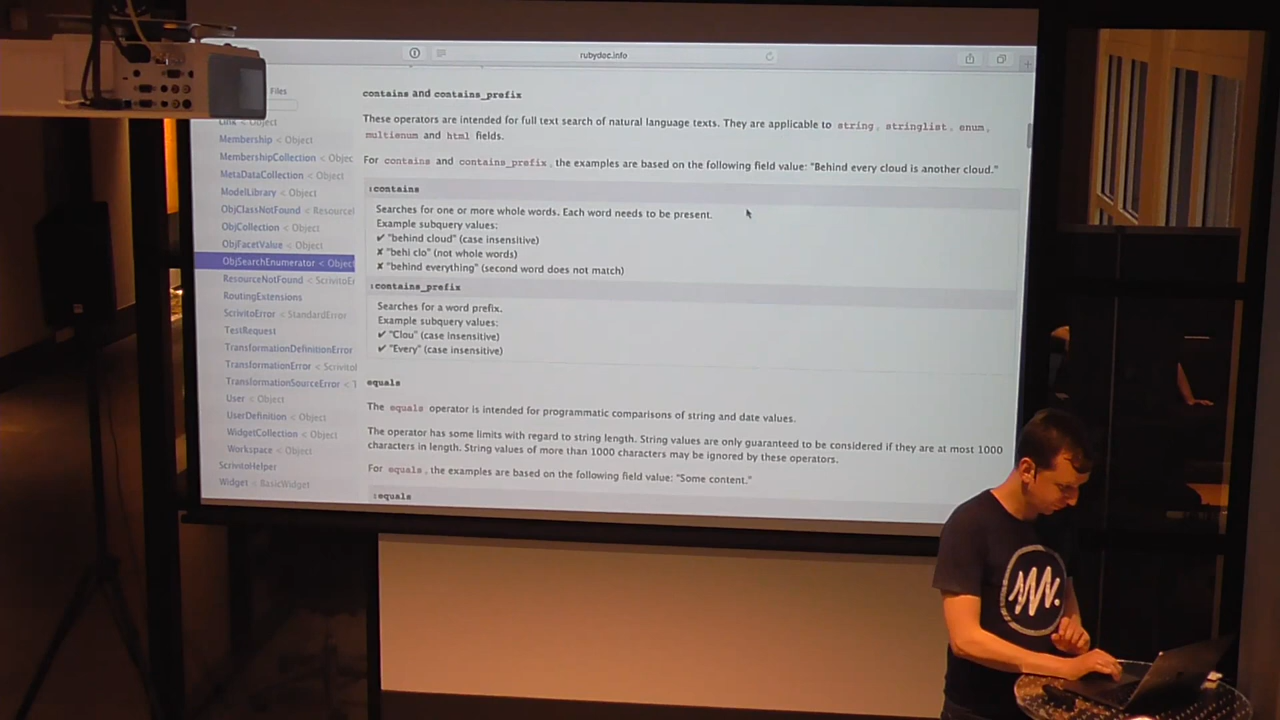 rubydoc.info
Files
Link < Object
Membership < Object
MembershipCollection < Objec
MetaDataCollection < Object
ModelLibrary < Object
ObjClassNotFound < Resource
ObjCollection < Object
ObjFacetValue < Object
ObjSearchEnumerator < Object
ResourceNotFound < ScrivitoEr
RoutingExtensions
ScrivitoError < StandardError
TestRequest
TransformationDefinitionError
TransformationError < Scrivito
TransformationSourceError < T
User < Object
UserDefinition < Object
WidgetCollection < Object
Workspace < Object
ScrivitoHelper
Widget < BasicWidget
contains and contains_prefix
These operators are intended for full text search of natural language texts. They are applicable to string, stringlist, enum,
multienum and html fields.
For contains and contains_prefix, the examples are based on the following field value: "Behind every cloud is another cloud."
:contains
Searches for one or more whole words. Each word needs to be present.
Example subquery values:
✔ "behind cloud" (case insensitive)
✘ "behi clo" (not whole words)
✘ "behind everything" (second word does not match)
:contains_prefix
Searches for a word prefix.
Example subquery values:
✔ "Clou" (case insensitive)
✔ "Every" (case insensitive)
equals
The equals operator is intended for programmatic comparisons of string and date values.
The operator has some limits with regard to string length. String values are only guaranteed to be considered if they are at most 1000
characters in length. String values of more than 1000 characters may be ignored by these operators.
For equals, the examples are based on the following field value: "Some content."
:equals